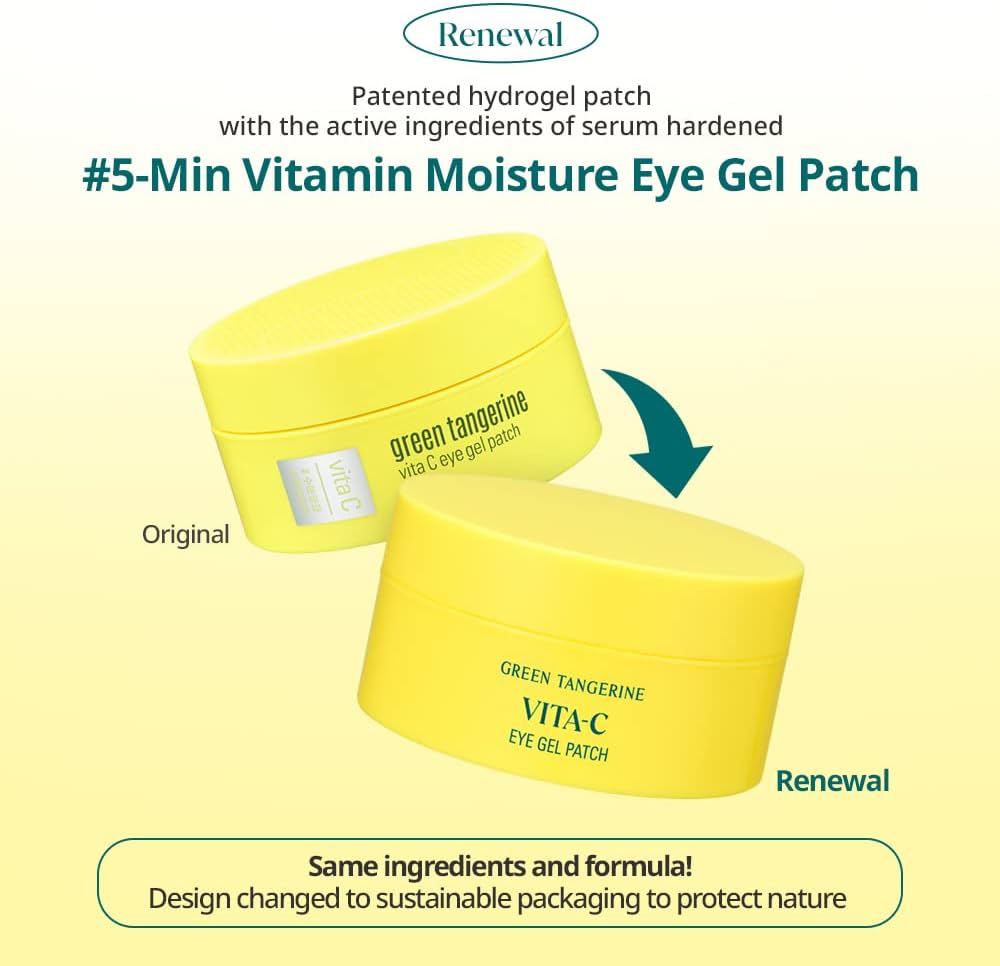 Renewal
Patented hydrogel patch
with the active ingredients of serum hardened
#5-Min Vitamin Moisture Eye Gel Patch
green tangerine
vita C eye gel patch
vita C
Original
GREEN TANGERINE
VITA-C
EYE GEL PATCH
Renewal
Same ingredients and formula!
Design changed to sustainable packaging to protect nature